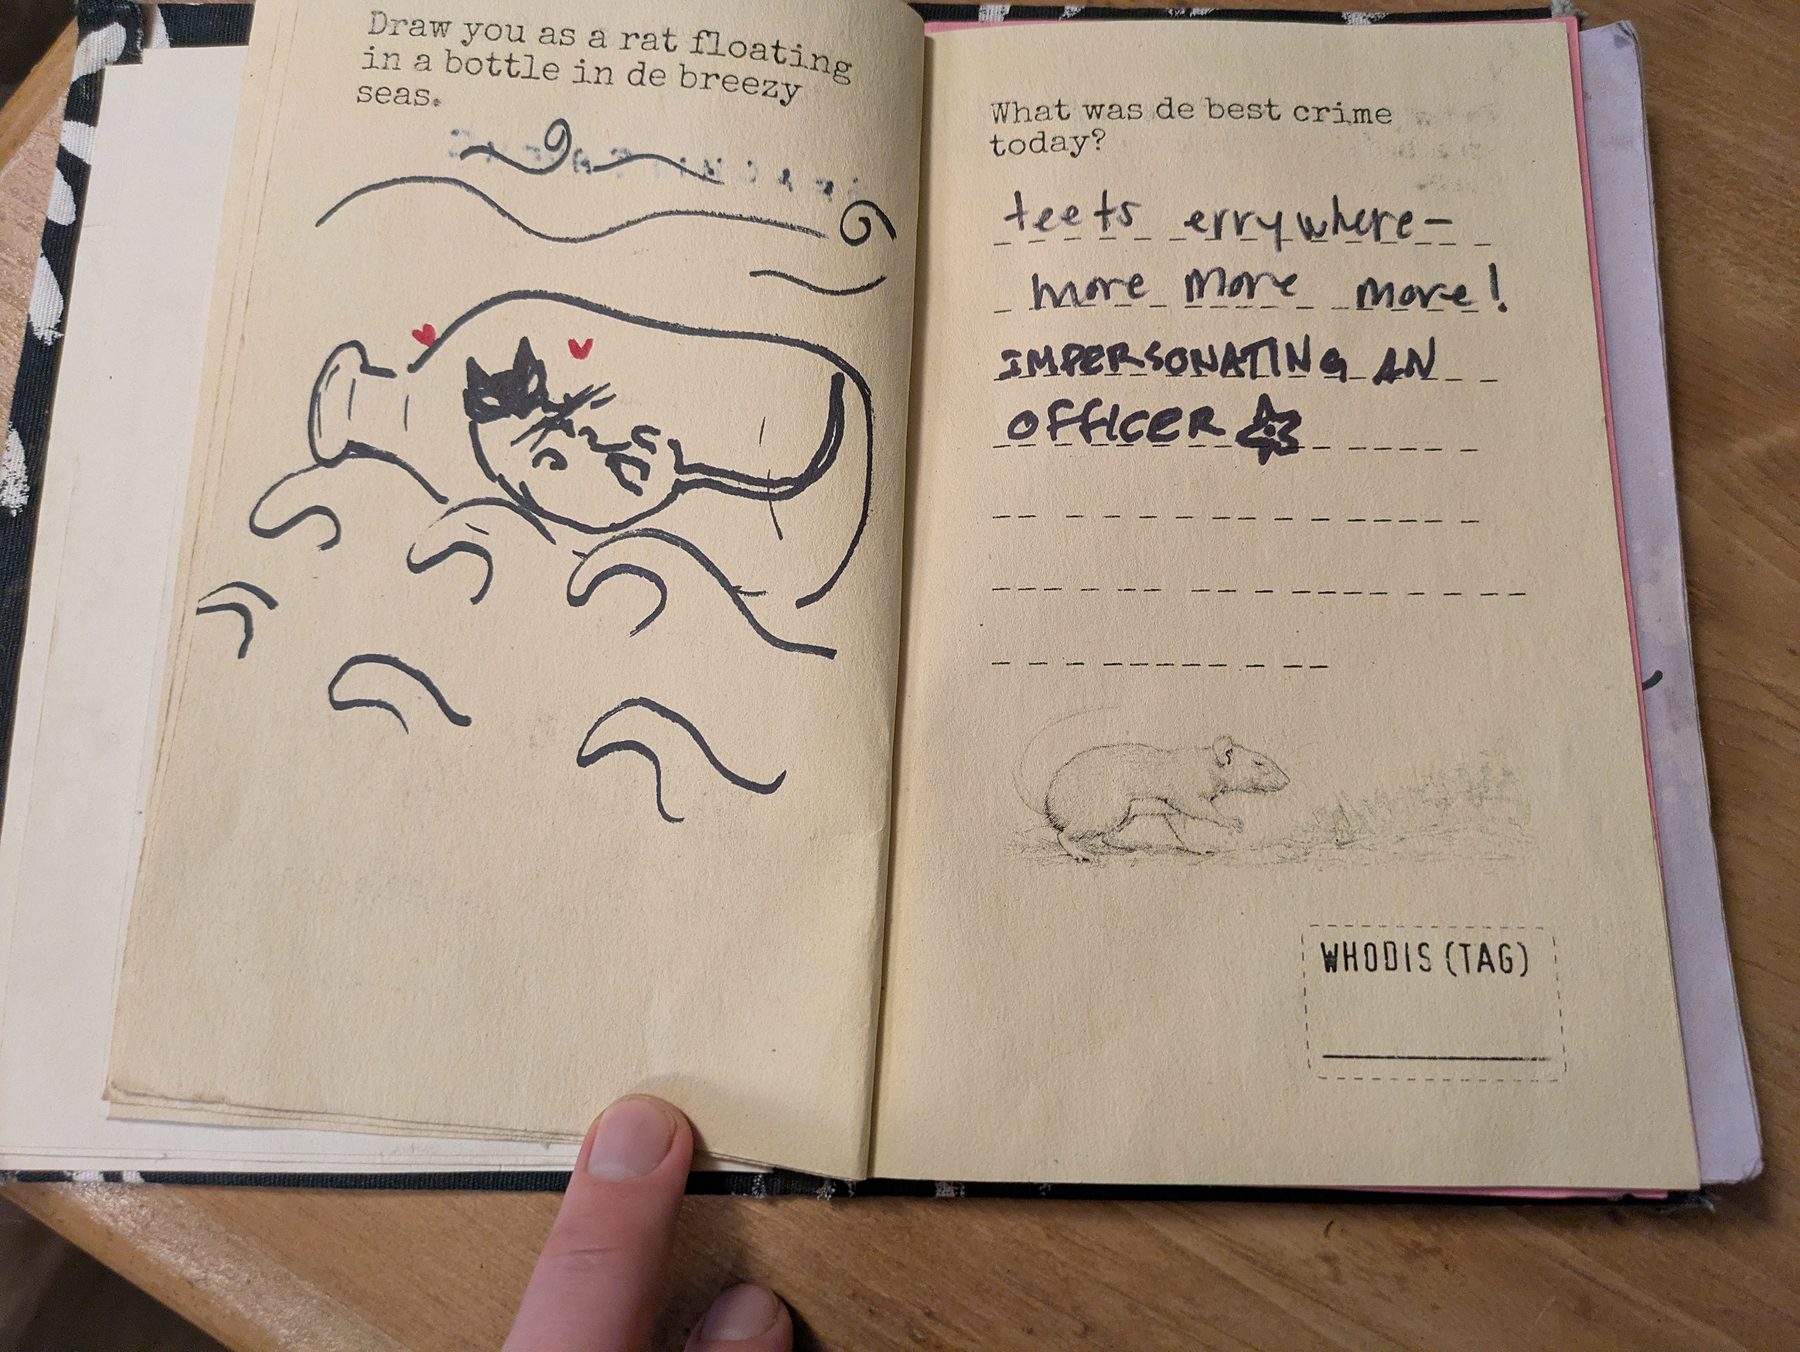 Draw you as a rat floating
in a bottle in de breezy
seas.
What was de best crime
today?
teets errywhere-
more more more!
IMPERSONATING AN
OFFICER
WHODIS (TAG)